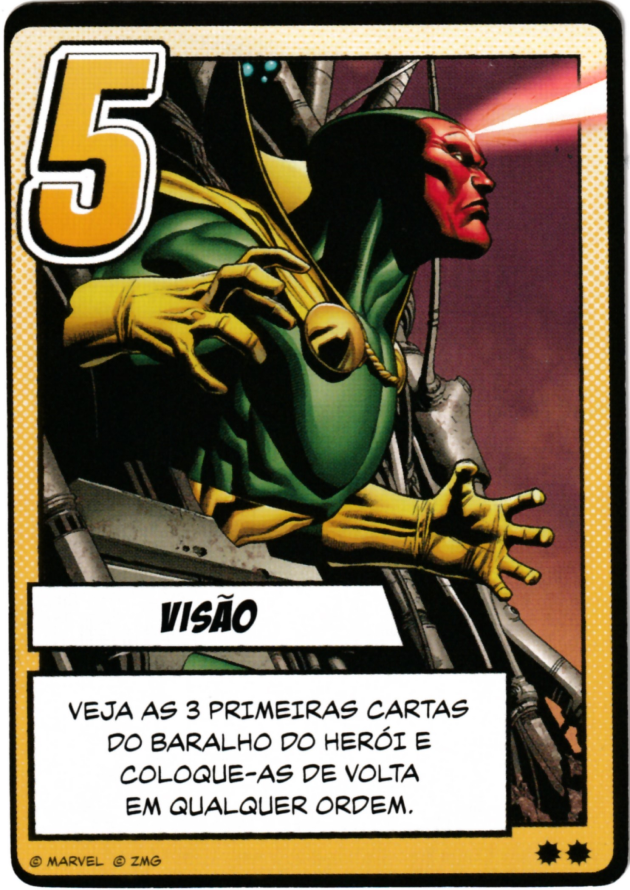 5
VISÃO
VEJA AS 3 PRIMEIRAS CARTAS
DO BARALHO DO HERÓI E
COLOQUE-AS DE VOLTA
EM QUALQUER ORDEM.
© MARVEL © ZMG